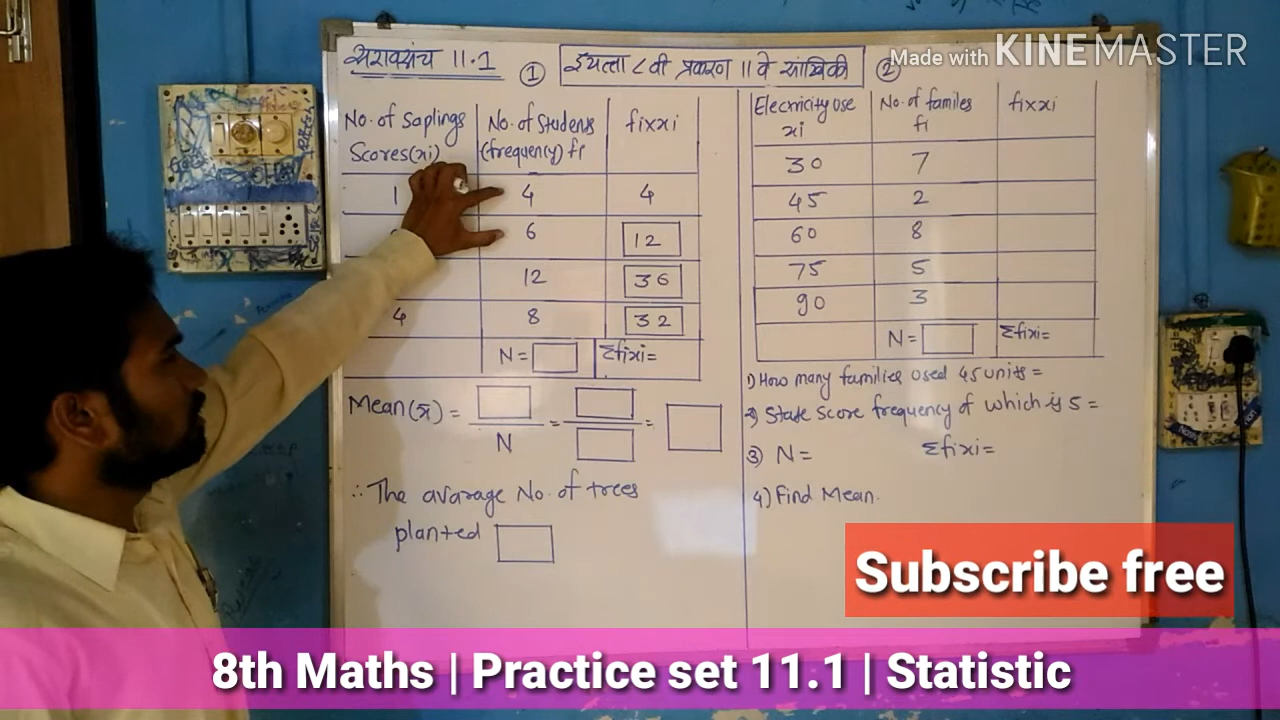 सरावसंच 11.1
① इयत्ता ८वी प्रकरण ११ वे सांख्यिकी ②
Made with KINEMASTER
No. of Saplings Scores(xi) | No. of Students (frequency) fi | fixxi
1 | 4 | 4
6 | 12
12 | 36
4 | 8 | 32
N= | Σfixi=
Mean(x̄) =
N
=
=
∴ The avarage No. of trees
planted
Elecricity use xi | No. of familes fi | fixxi
30 | 7
45 | 2
60 | 8
75 | 5
90 | 3
N= | Σfixi=
1) How many families used 45 units =
2) State Score frequency of which is 5 =
③ N= Σfixi=
4) Find Mean.
Subscribe free
8th Maths | Practice set 11.1 | Statistic